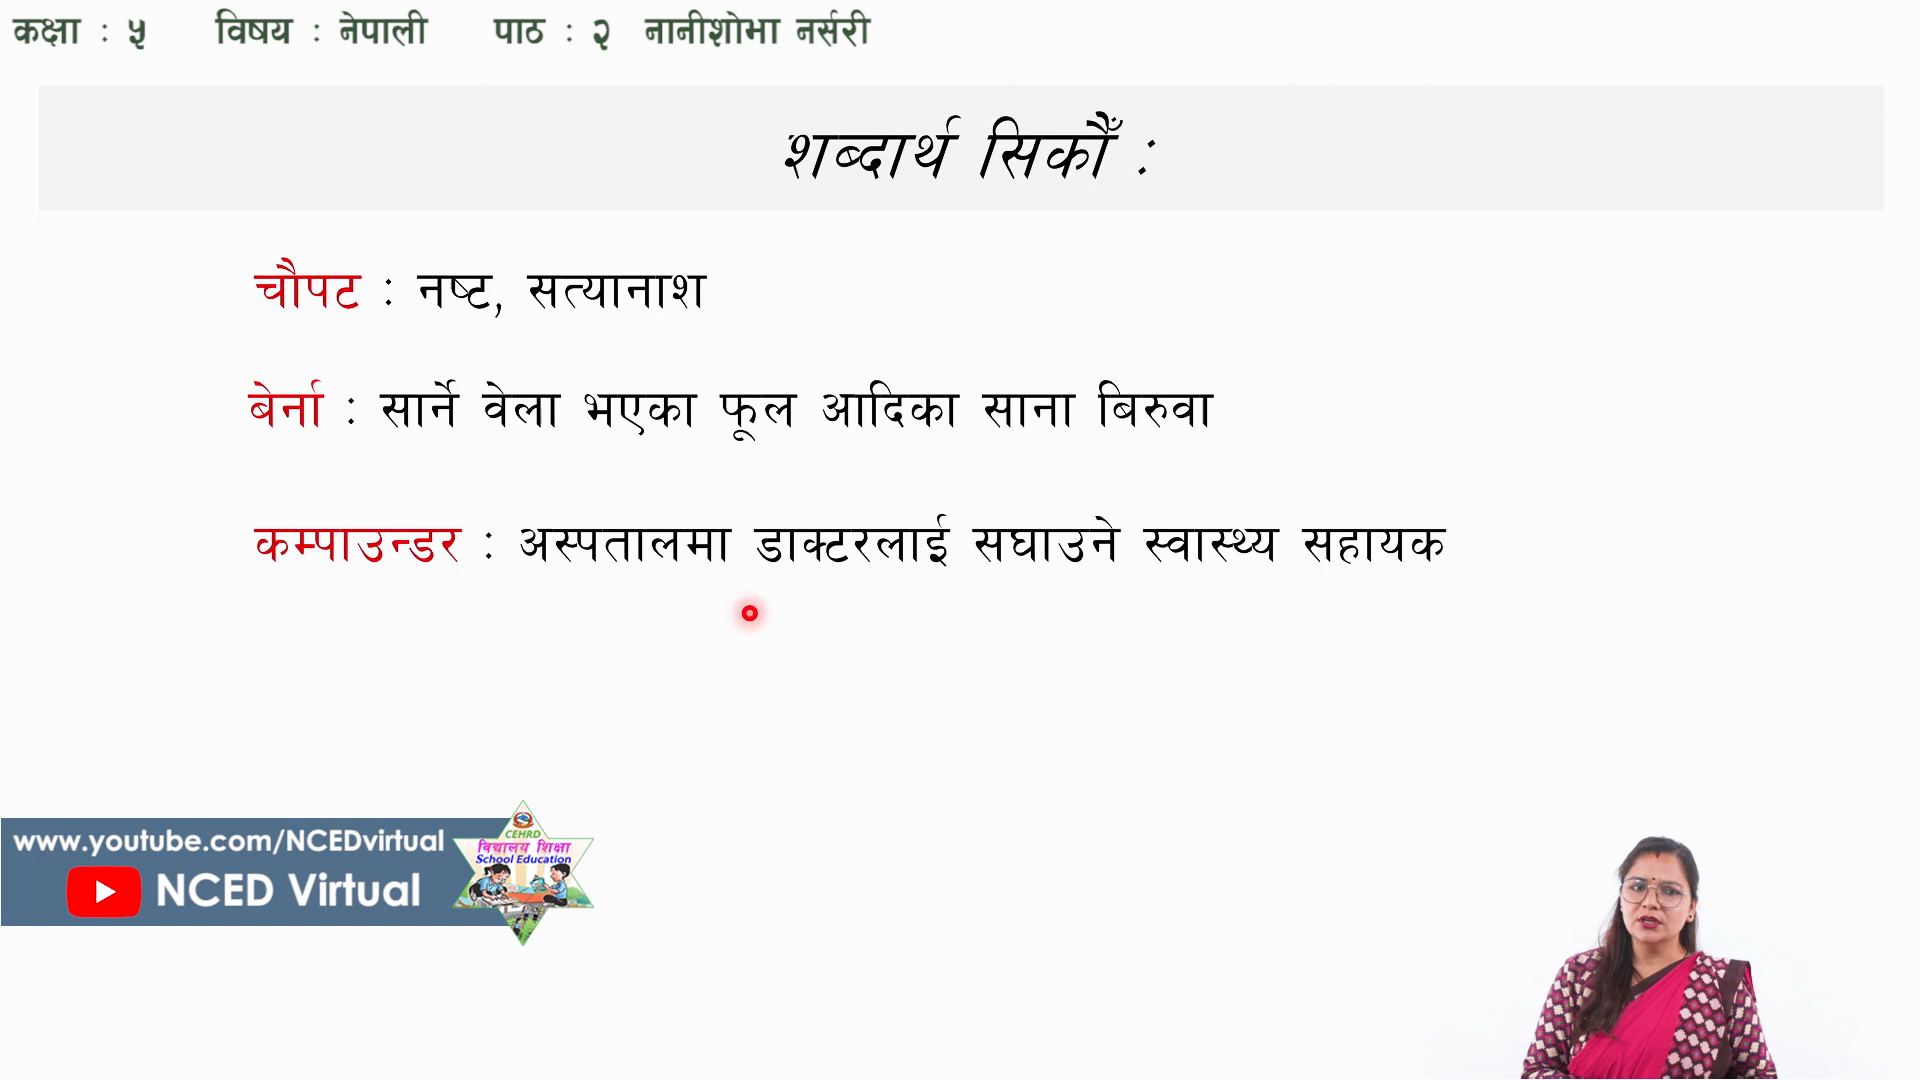 कक्षा : ५ विषय : नेपाली पाठ : २ नानीशोभा नर्सरी
शब्दार्थ सिकौँ :
चौपट : नष्ट, सत्यानाश
बेर्ना : सार्ने वेला भएका फूल आदिका साना बिरुवा
कम्पाउन्डर : अस्पतालमा डाक्टरलाई सघाउने स्वास्थ्य सहायक
www.youtube.com/NCEDvirtual
NCED Virtual
CEHRD
विद्यालय शिक्षा
School Education